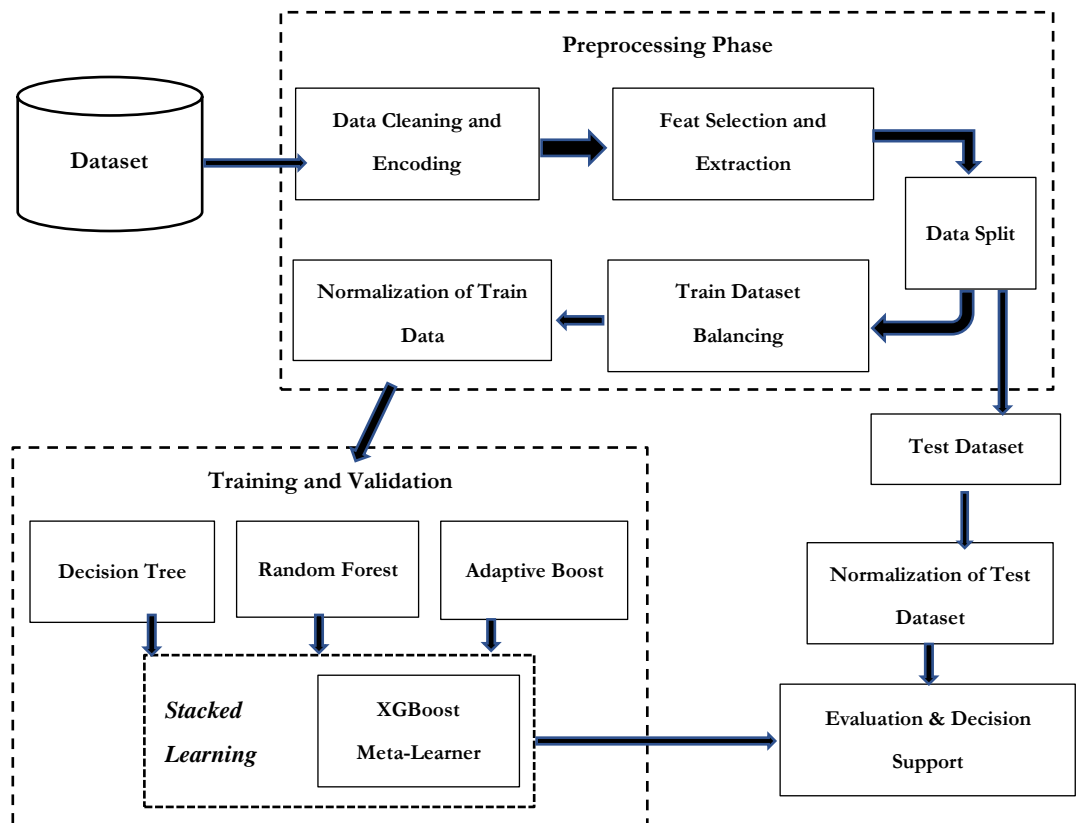 Preprocessing Phase
Dataset
Data Cleaning and
Encoding
Feat Selection and
Extraction
Data Split
Normalization of Train
Data
Train Dataset
Balancing
Test Dataset
Training and Validation
Decision Tree
Random Forest
Adaptive Boost
Normalization of Test
Dataset
Stacked
Learning
XGBoost
Meta-Learner
Evaluation & Decision
Support